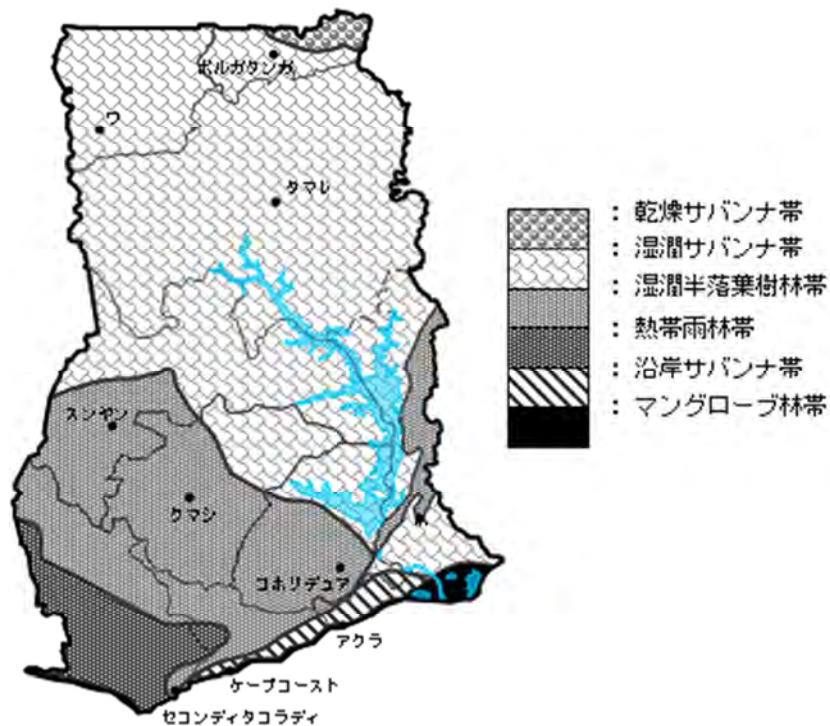 ボルガタンガ
ワ
タマレ
スンヤン
クマシ
コホリデュア
アクラ
ケープコースト
セコンディタコラディ
：乾燥サバンナ帯
：湿潤サバンナ帯
：湿潤半落葉樹林帯
：熱帯雨林帯
：沿岸サバンナ帯
：マングローブ林帯